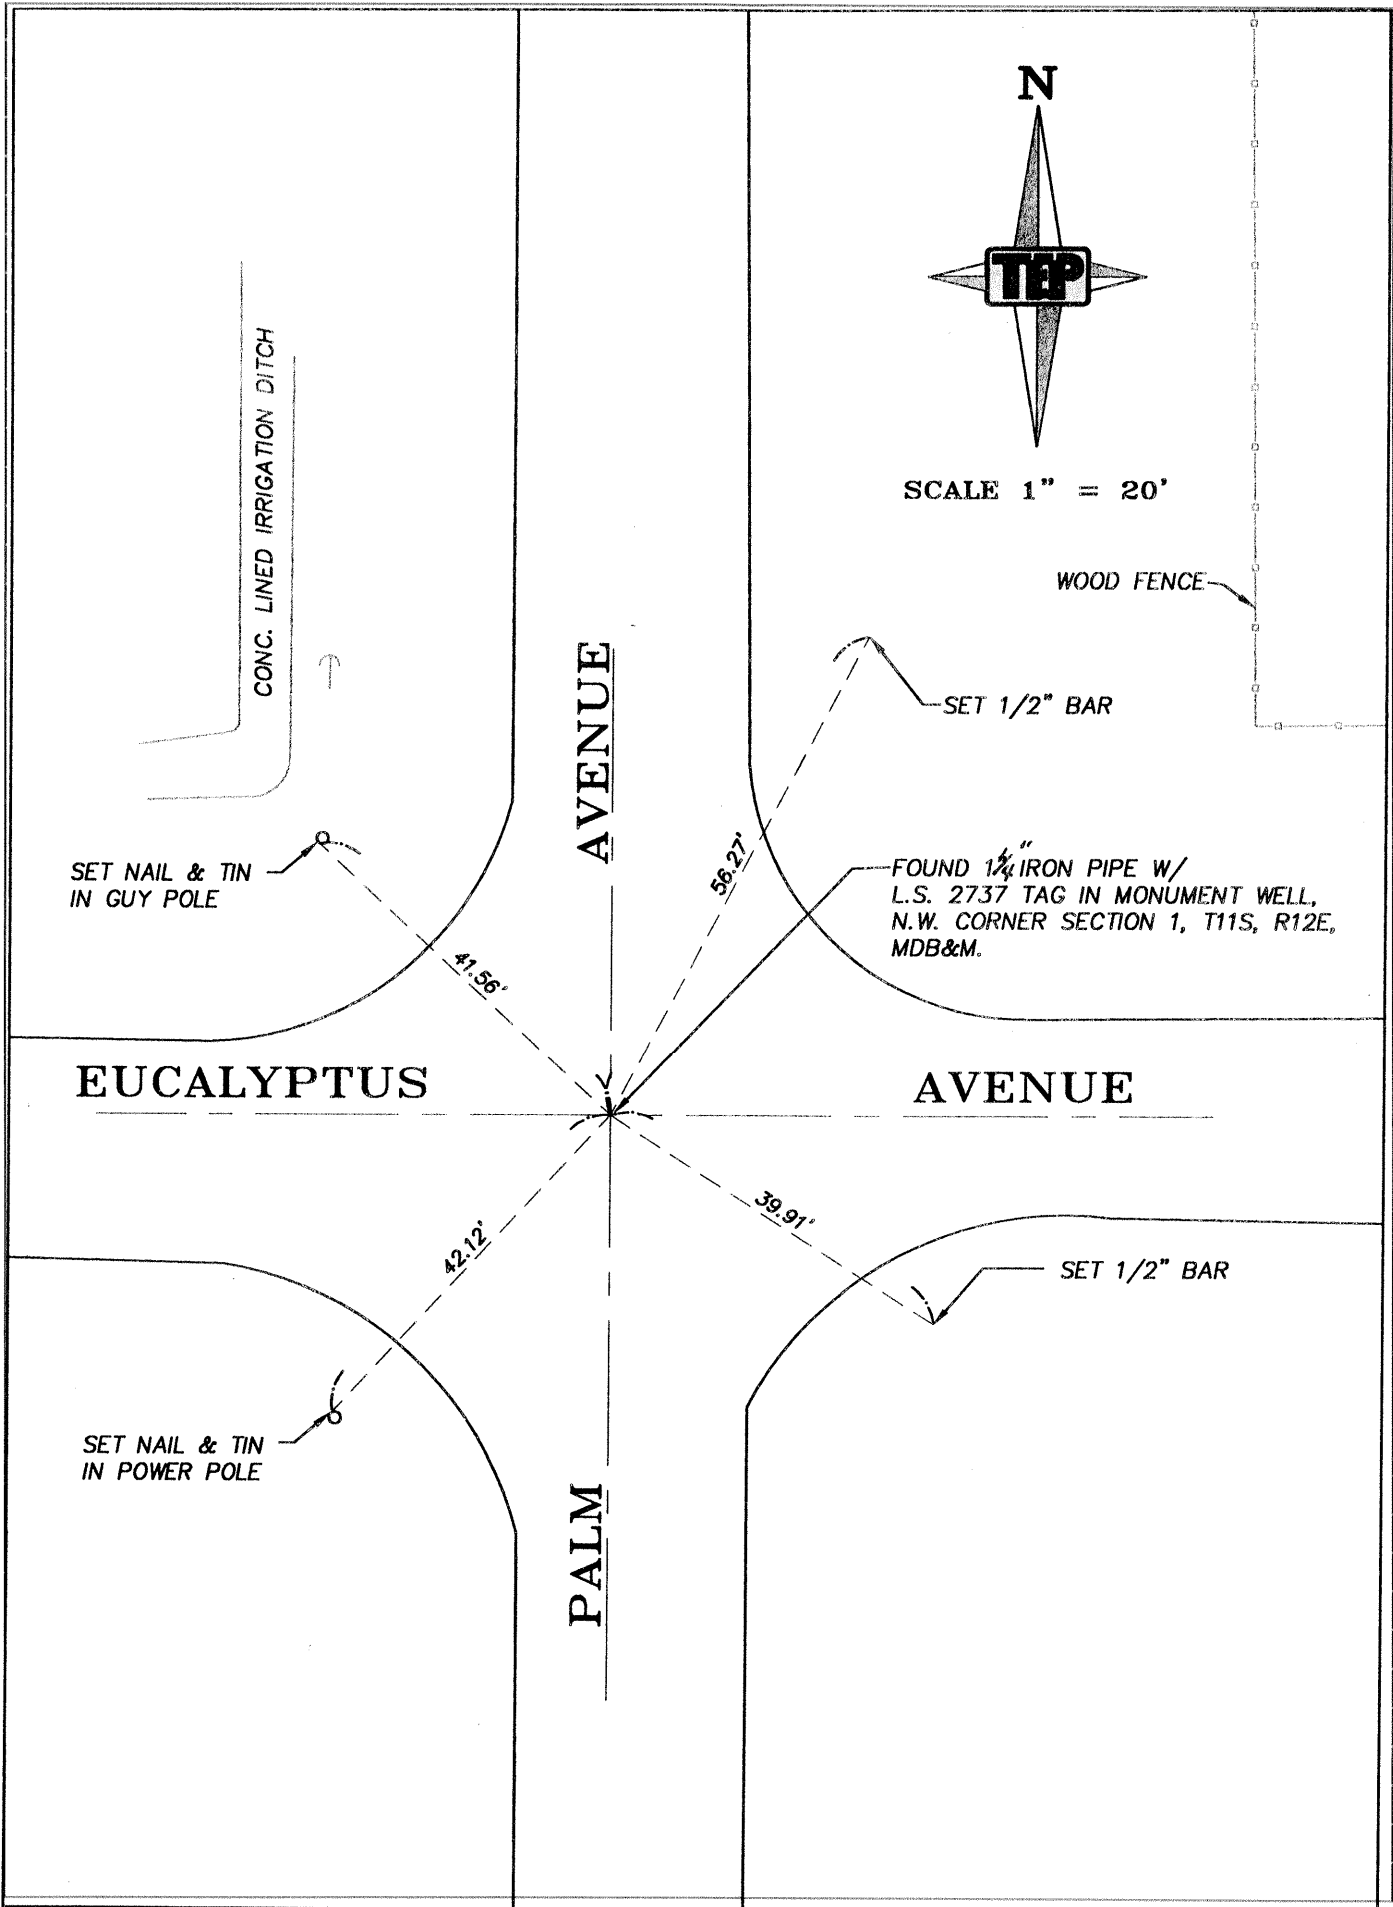 N
TEP
SCALE 1" = 20'
CONC. LINED IRRIGATION DITCH
WOOD FENCE
SET 1/2" BAR
AVENUE
56.27'
SET NAIL & TIN
IN GUY POLE
41.56'
FOUND 1 1/4" IRON PIPE W/
L.S. 2737 TAG IN MONUMENT WELL,
N.W. CORNER SECTION 1, T11S, R12E,
MDB&M.
EUCALYPTUS
AVENUE
42.12'
39.91'
SET 1/2" BAR
SET NAIL & TIN
IN POWER POLE
PALM